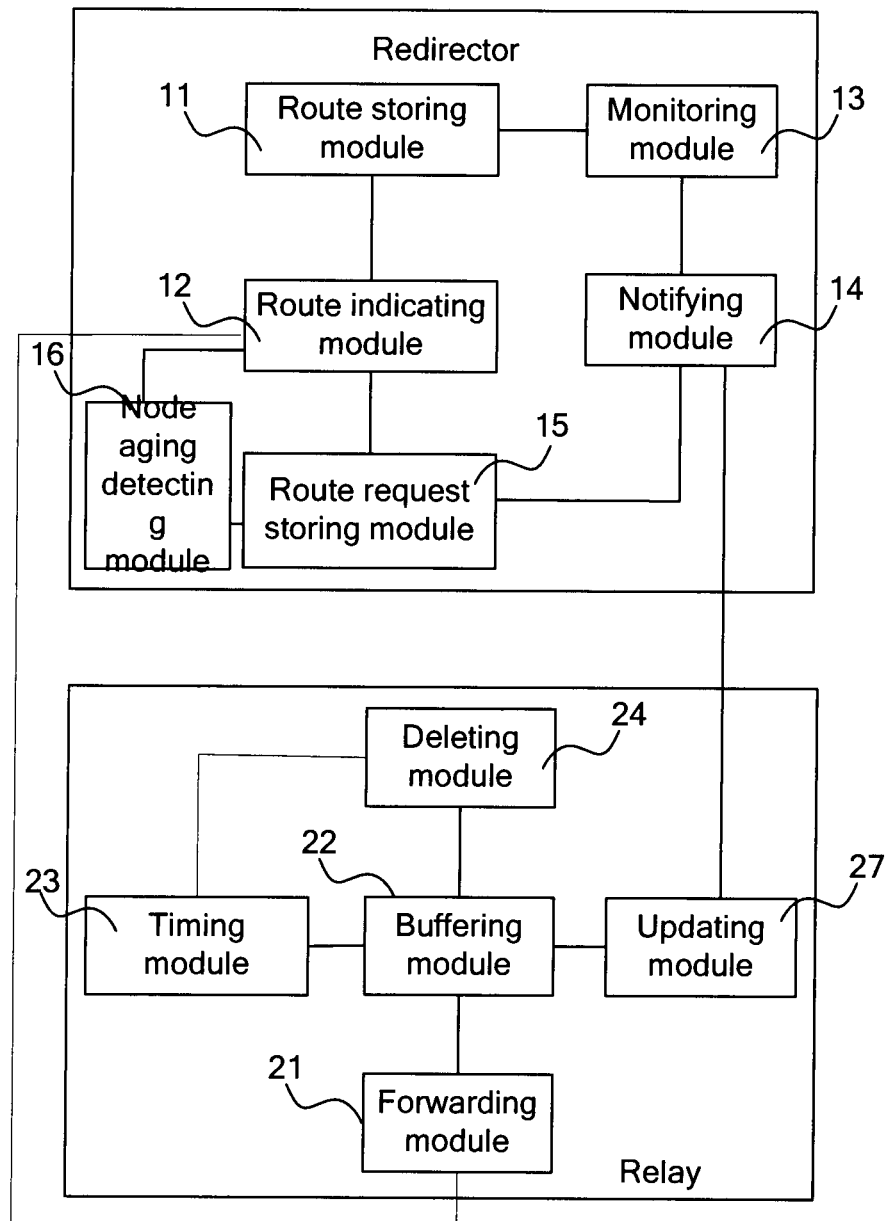 Redirector
11
Route storing
module
Monitoring
module
13
12
Route indicating
module
Notifying
module
14
16
Node
aging
detectin
g
module
15
Route request
storing module
Deleting
module
24
22
23
Timing
module
Buffering
module
Updating
module
27
21
Forwarding
module
Relay